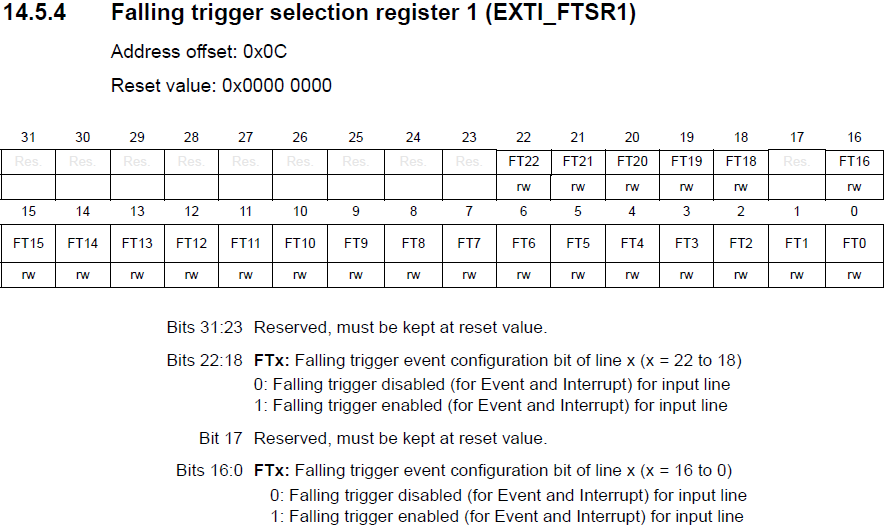 14.5.4 Falling trigger selection register 1 (EXTI_FTSR1)
Address offset: 0x0C
Reset value: 0x0000 0000
31 30 29 28 27 26 25 24 23 22 21 20 19 18 17 16
Res. Res. Res. Res. Res. Res. Res. Res. Res. FT22 FT21 FT20 FT19 FT18 Res. FT16
rw rw rw rw rw rw
15 14 13 12 11 10 9 8 7 6 5 4 3 2 1 0
FT15 FT14 FT13 FT12 FT11 FT10 FT9 FT8 FT7 FT6 FT5 FT4 FT3 FT2 FT1 FT0
rw rw rw rw rw rw rw rw rw rw rw rw rw rw rw rw
Bits 31:23 Reserved, must be kept at reset value.
Bits 22:18 FTx: Falling trigger event configuration bit of line x (x = 22 to 18)
0: Falling trigger disabled (for Event and Interrupt) for input line
1: Falling trigger enabled (for Event and Interrupt) for input line
Bit 17 Reserved, must be kept at reset value.
Bits 16:0 FTx: Falling trigger event configuration bit of line x (x = 16 to 0)
0: Falling trigger disabled (for Event and Interrupt) for input line
1: Falling trigger enabled (for Event and Interrupt) for input line